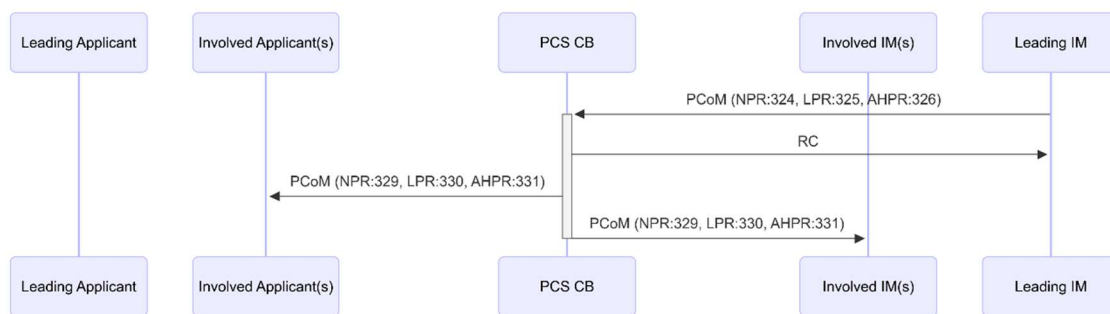 Leading Applicant
Involved Applicant(s)
PCS CB
Involved IM(s)
Leading IM
PCoM (NPR:324, LPR:325, AHPR:326)
RC
PCoM (NPR:329, LPR:330, AHPR:331)
PCoM (NPR:329, LPR:330, AHPR:331)
Leading Applicant
Involved Applicant(s)
PCS CB
Involved IM(s)
Leading IM